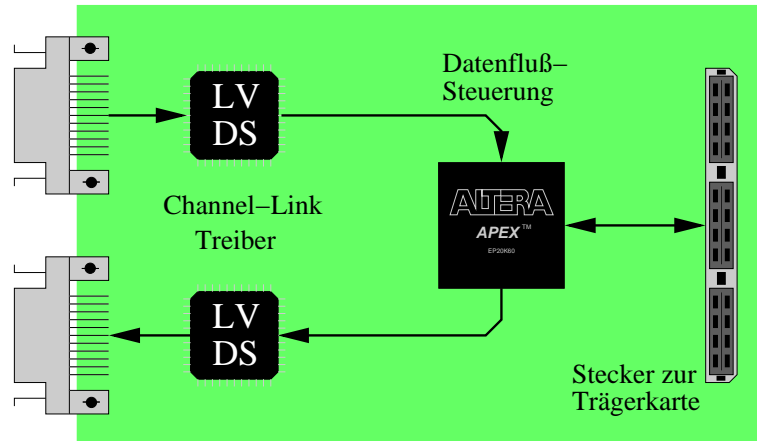 LV
DS
Datenfluß–
Steuerung
Channel–Link
Treiber
ALTERA
APEX™
EP20K60
LV
DS
Stecker zur
Trägerkarte